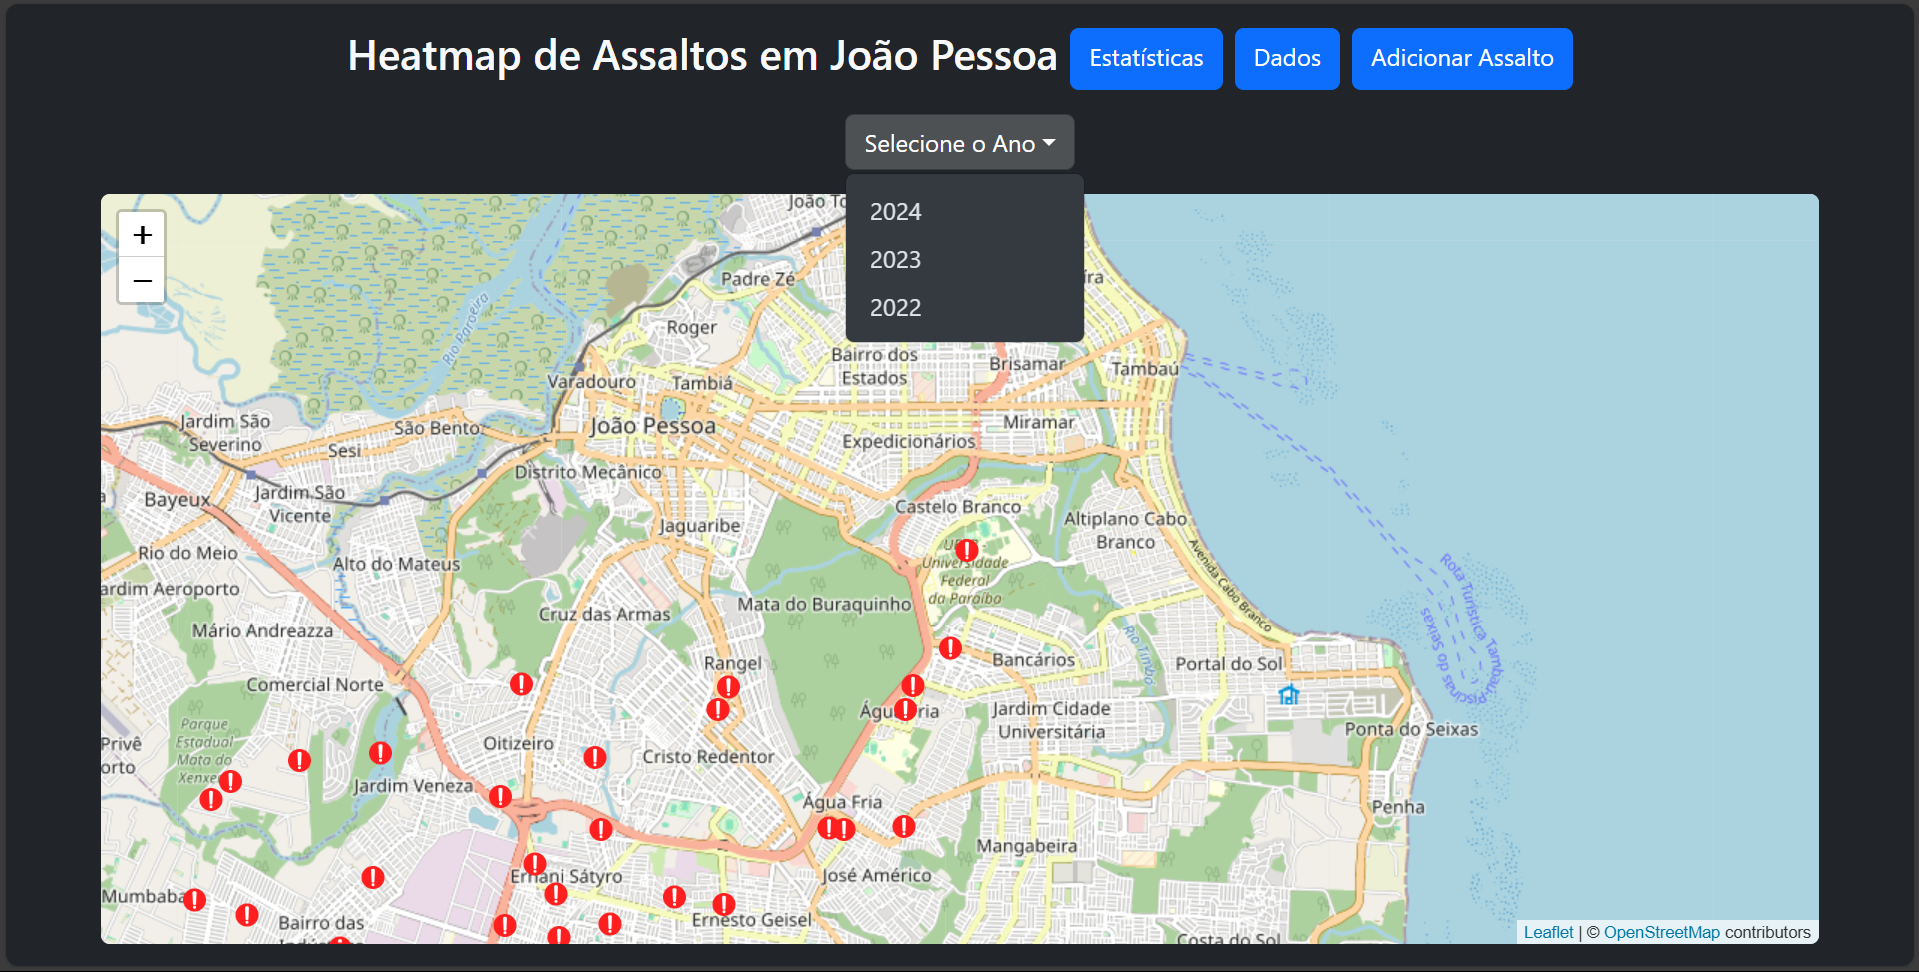 Heatmap de Assaltos em João Pessoa
Estatísticas
Dados
Adicionar Assalto
Selecione o Ano
2024
2023
2022
+
−
João
Padre Zé
Roger
Rio Paroeira
Bairro dos
Estados
Brisamar
Tambaú
Varadouro
Tambiá
João Pessoa
Miramar
Expedicionários
Jardim São
Severino
São Bento
Sesi
Distrito Mecânico
Bayeux
Jardim São
Vicente
Jaguaribe
Castelo Branco
Altiplano Cabo
Branco
Avenida Cabo Branco
Rio do Meio
Alto do Mateus
ardim Aeroporto
Universidade
Federal
da Paraíba
Mata do Buraquinho
Cruz das Armas
Mário Andreazza
Rota Turística Tambaú-Piscinas do Seixas
Rio Timbó
Rangel
Bancários
Portal do Sol
Comercial Norte
Água Fria
Jardim Cidade
Universitária
Ponta do Seixas
Parque
Estadual
Mata do
Xenxem
Privê
orto
Oitizeiro
Cristo Redentor
Jardim Veneza
Água Fria
Penha
Mangabeira
José Américo
Ernani Sátyro
Mumbaba
Bairro das
Ernesto Geisel
Costa do Sol
Leaflet | © OpenStreetMap contributors